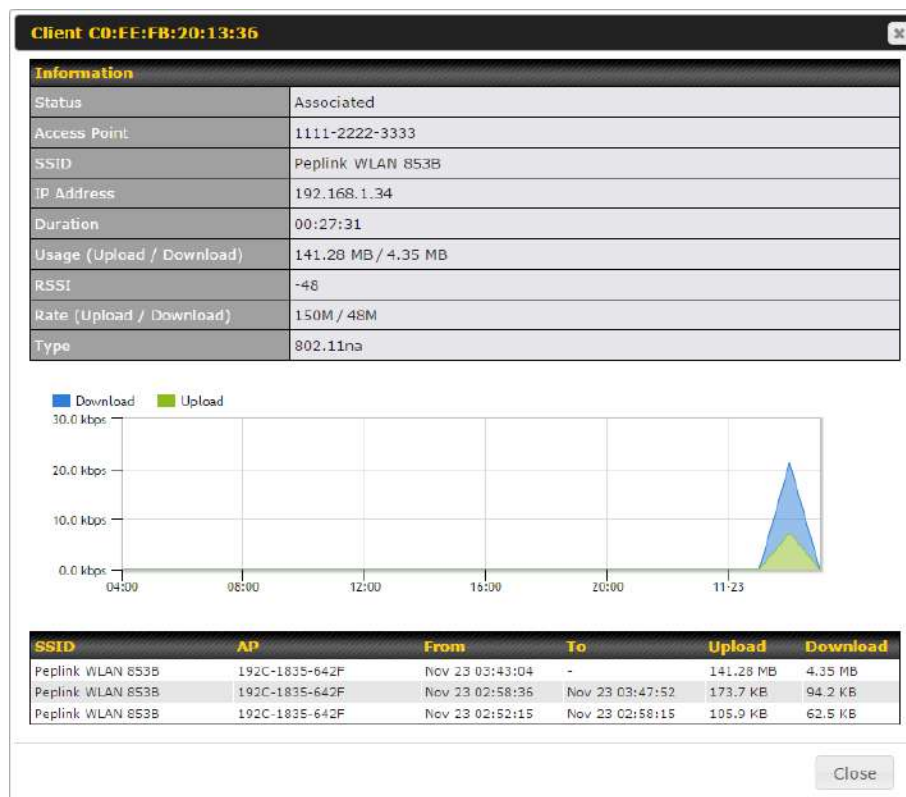 Client C0:EE:FB:20:13:36
Information
Status Associated
Access Point 1111-2222-3333
SSID Peplink WLAN 853B
IP Address 192.168.1.34
Duration 00:27:31
Usage (Upload / Download) 141.28 MB / 4.35 MB
RSSI -48
Rate (Upload / Download) 150M / 48M
Type 802.11na
Download Upload
30.0 kbps
20.0 kbps
10.0 kbps
0.0 kbps
04:00 08:00 12:00 16:00 20:00 11-23
SSID AP From To Upload Download
Peplink WLAN 853B 192C-1835-642F Nov 23 03:43:04 - 141.28 MB 4.35 MB
Peplink WLAN 853B 192C-1835-642F Nov 23 02:58:36 Nov 23 03:47:52 173.7 KB 94.2 KB
Peplink WLAN 853B 192C-1835-642F Nov 23 02:52:15 Nov 23 02:58:15 105.9 KB 62.5 KB
Close